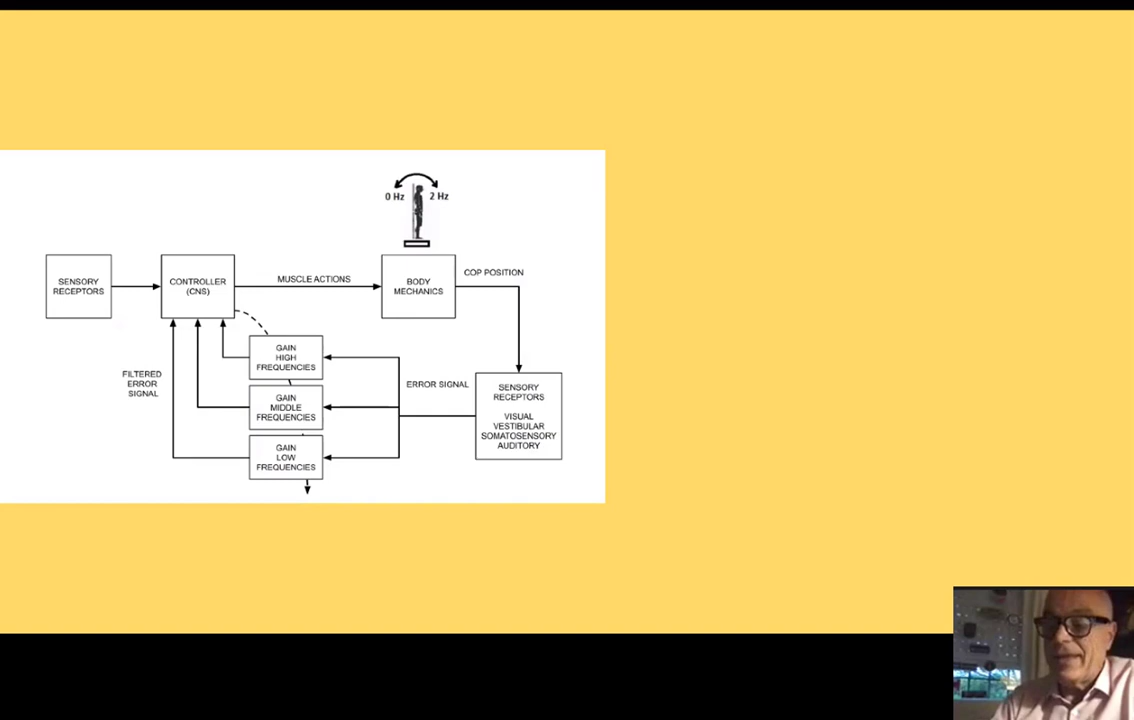 0 Hz
2 Hz
SENSORY
RECEPTORS
CONTROLLER
(CNS)
MUSCLE ACTIONS
BODY
MECHANICS
COP POSITION
GAIN
HIGH
FREQUENCIES
FILTERED
ERROR
SIGNAL
GAIN
MIDDLE
FREQUENCIES
ERROR SIGNAL
SENSORY
RECEPTORS
VISUAL
VESTIBULAR
SOMATOSENSORY
AUDITORY
GAIN
LOW
FREQUENCIES